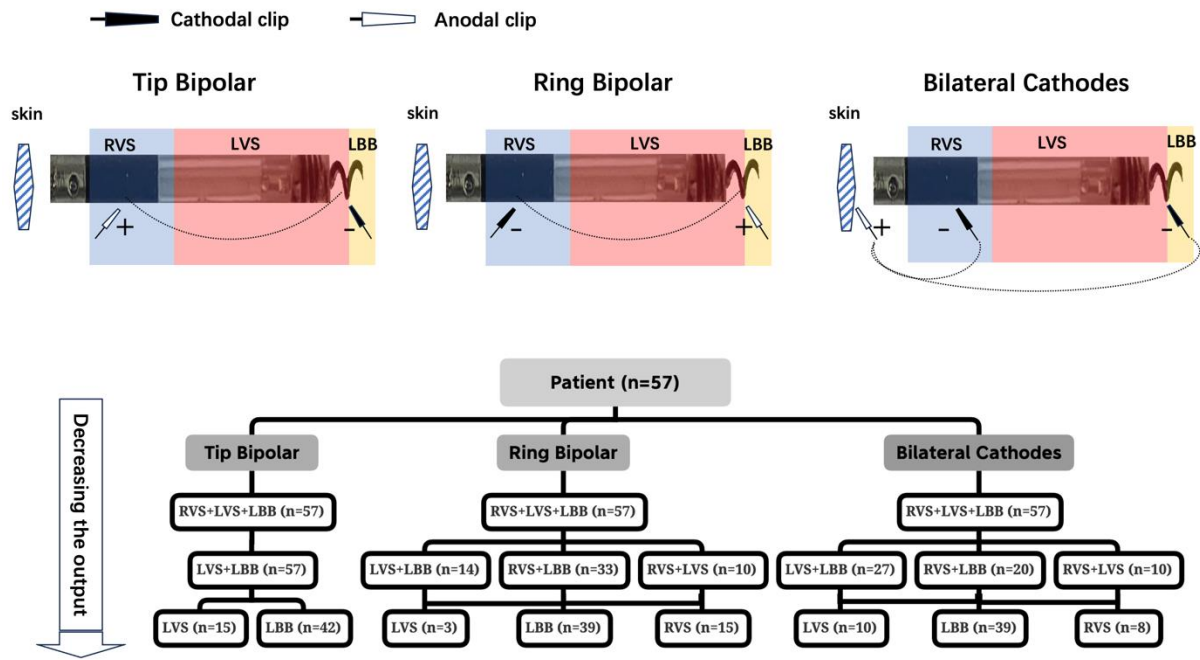 Cathodal clip Anodal clip
Tip Bipolar Ring Bipolar Bilateral Cathodes
skin skin skin
RVS LVS LBB RVS LVS LBB RVS LVS LBB
+ - - + + - -
Patient (n=57)
Tip Bipolar Ring Bipolar Bilateral Cathodes
Decreasing the output
RVS+LVS+LBB (n=57) RVS+LVS+LBB (n=57) RVS+LVS+LBB (n=57)
LVS+LBB (n=57) LVS+LBB (n=14) RVS+LBB (n=33) RVS+LVS (n=10) LVS+LBB (n=27) RVS+LBB (n=20) RVS+LVS (n=10)
LVS (n=15) LBB (n=42) LVS (n=3) LBB (n=39) RVS (n=15) LVS (n=10) LBB (n=39) RVS (n=8)